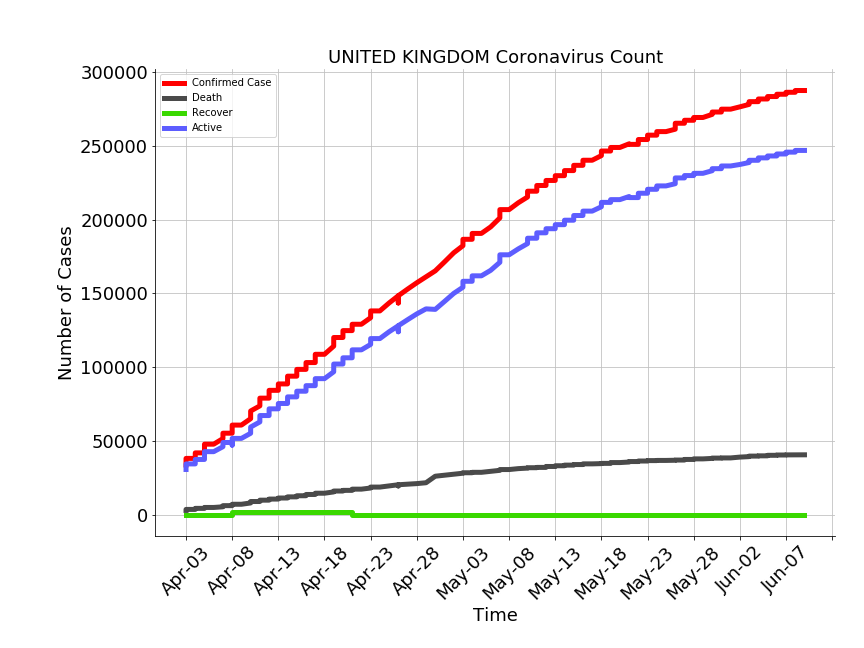 UNITED KINGDOM Coronavirus Count
300000
250000
200000
150000
100000
50000
0
Number of Cases
Confirmed Case
Death
Recover
Active
Apr-03
Apr-08
Apr-13
Apr-18
Apr-23
Apr-28
May-03
May-08
May-13
May-18
May-23
May-28
Jun-02
Jun-07
Time